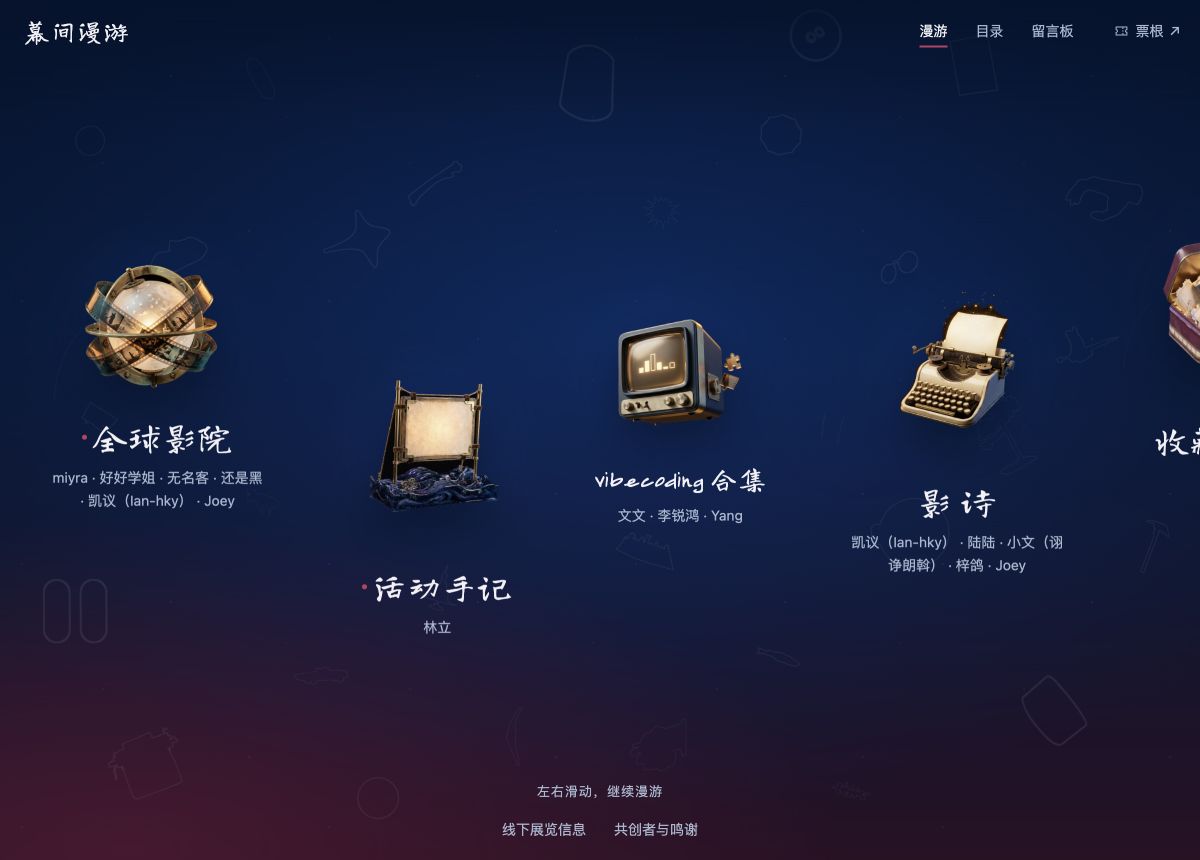 幕间漫游
漫游
目录
留言板
票根 ↗
全球影院
miyra · 好好学姐 · 无名客 · 还是黑
· 凯议（Ian-hky） · Joey
活动手记
林立
vibecoding 合集
文文 · 李锐鸿 · Yang
影诗
凯议（Ian-hky） · 陆陆 · 小文（诩
诤朗斡） · 梓鸽 · Joey
收
左右滑动，继续漫游
线下展览信息
共创者与鸣谢